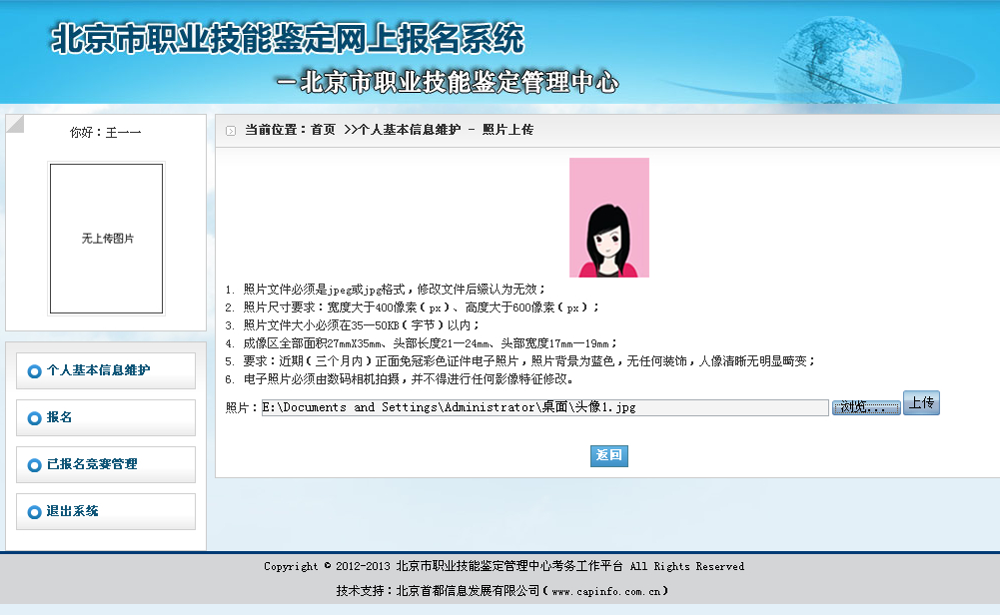 北京市职业技能鉴定网上报名系统
—北京市职业技能鉴定管理中心
你好：王一一
无上传图片
个人基本信息维护
报名
已报名竞赛管理
退出系统
当前位置：首页 >>个人基本信息维护 - 照片上传
1. 照片文件必须是jpeg或jpg格式，修改文件后缀认为无效；
2. 照片尺寸要求：宽度大于400像素（px）、高度大于600像素（px）；
3. 照片文件大小必须在35—50KB（字节）以内；
4. 成像区全部面积27mmX35mm、头部长度21—24mm、头部宽度17mm—19mm；
5. 要求：近期（三个月内）正面免冠彩色证件电子照片，照片背景为蓝色，无任何装饰，人像清晰无明显畸变；
6. 电子照片必须由数码相机拍摄，并不得进行任何影像特征修改。
照片：E:\Documents and Settings\Administrator\桌面\头像1.jpg 浏览... 上传
返回
Copyright © 2012-2013 北京市职业技能鉴定管理中心考务工作平台 All Rights Reserved
技术支持：北京首都信息发展有限公司（www.capinfo.com.cn）